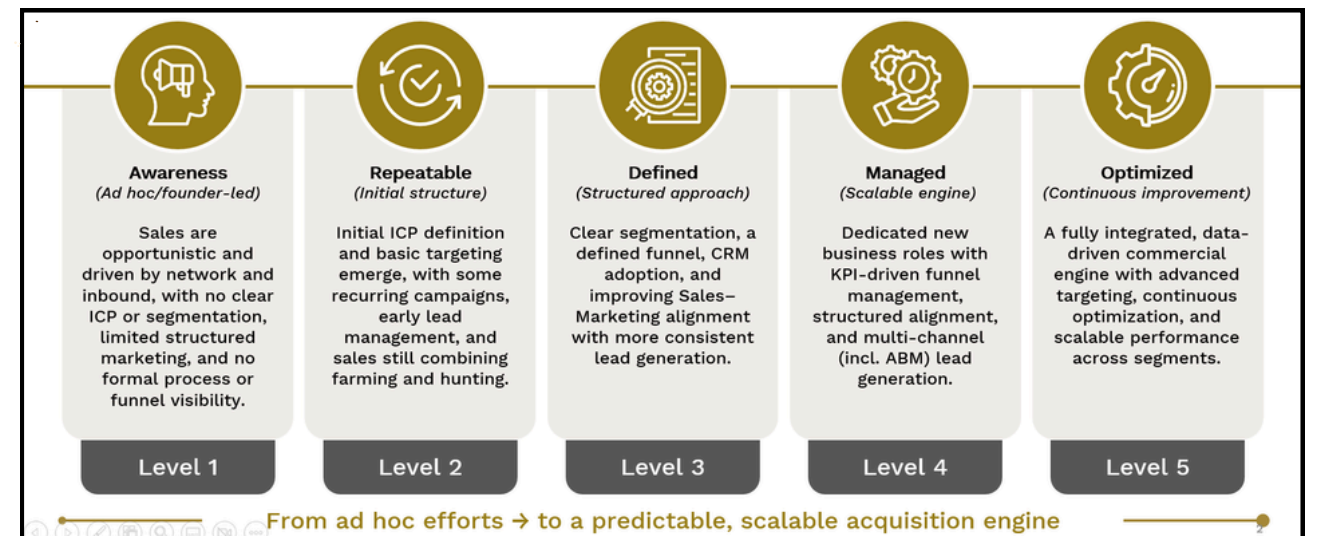 Awareness
(Ad hoc/founder-led)
Sales are
opportunistic and
driven by network and
inbound, with no clear
ICP or segmentation,
limited structured
marketing, and no
formal process or
funnel visibility.
Level 1
Repeatable
(Initial structure)
Initial ICP definition
and basic targeting
emerge, with some
recurring campaigns,
early lead
management, and
sales still combining
farming and hunting.
Level 2
Defined
(Structured approach)
Clear segmentation, a
defined funnel, CRM
adoption, and
improving Sales–
Marketing alignment
with more consistent
lead generation.
Level 3
Managed
(Scalable engine)
Dedicated new
business roles with
KPI-driven funnel
management,
structured alignment,
and multi-channel
(incl. ABM) lead
generation.
Level 4
Optimized
(Continuous improvement)
A fully integrated, data-
driven commercial
engine with advanced
targeting, continuous
optimization, and
scalable performance
across segments.
Level 5
From ad hoc efforts → to a predictable, scalable acquisition engine
2